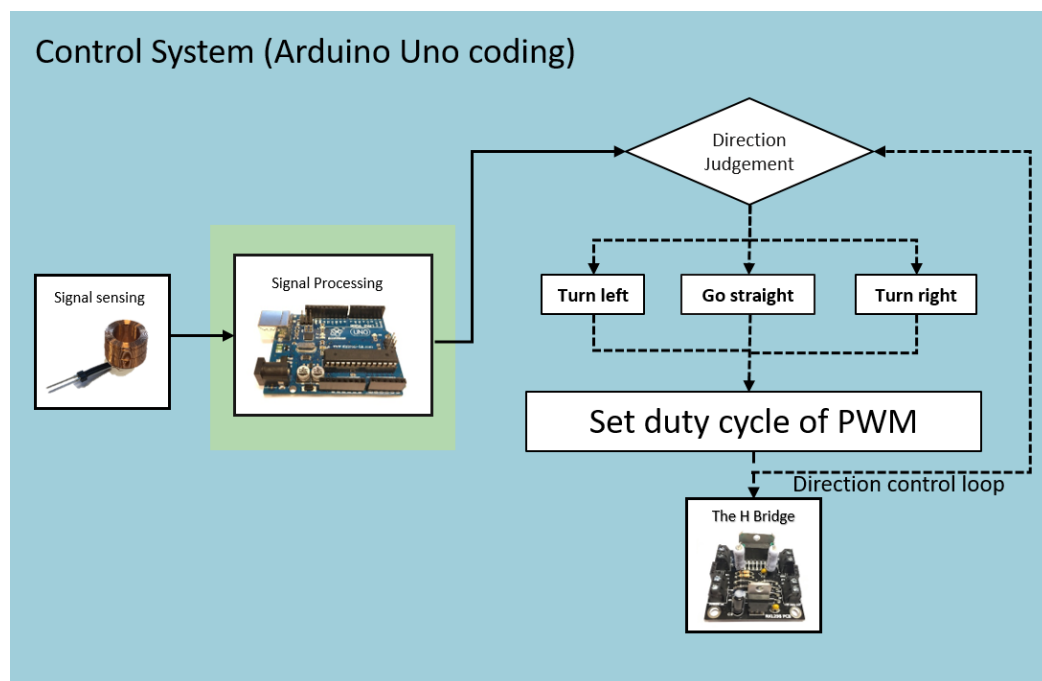 Control System (Arduino Uno coding)
Direction
Judgement
Signal sensing
Signal Processing
UNO
Turn left
Go straight
Turn right
Set duty cycle of PWM
Direction control loop
The H Bridge